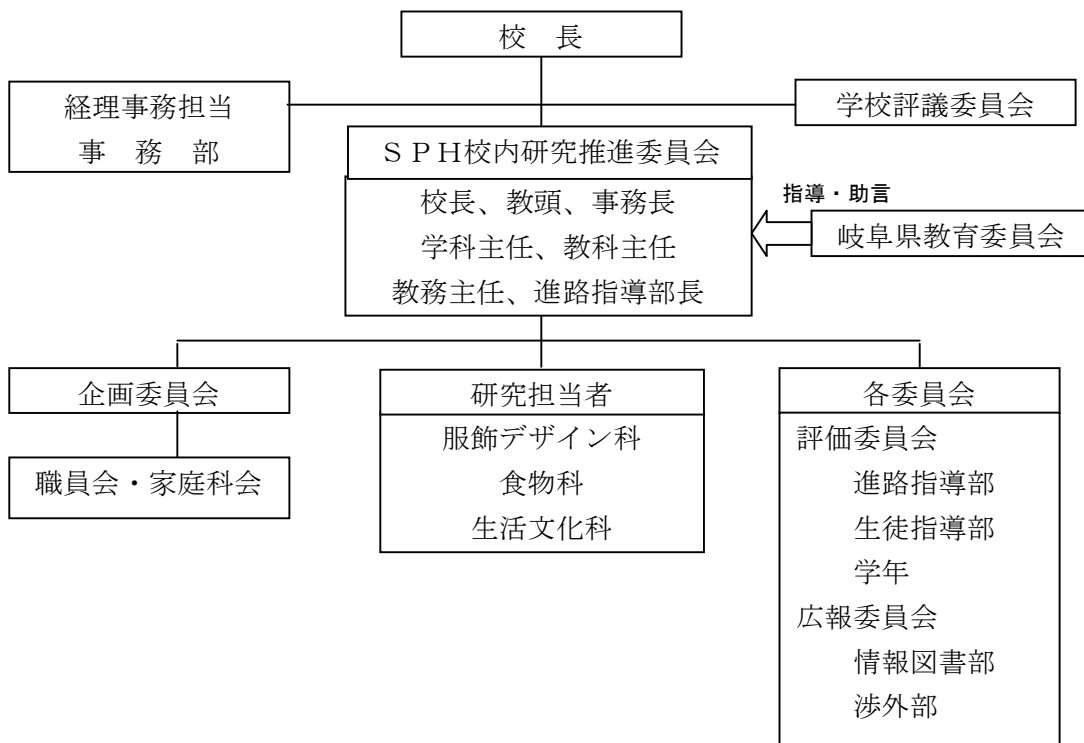 校　長
経理事務担当
事　務　部
学校評議委員会
ＳＰＨ校内研究推進委員会
校長、教頭、事務長
学科主任、教科主任
教務主任、進路指導部長
指導・助言
岐阜県教育委員会
企画委員会
職員会・家庭科会
研究担当者
服飾デザイン科
食物科
生活文化科
各委員会
評価委員会
進路指導部
生徒指導部
学年
広報委員会
情報図書部
渉外部